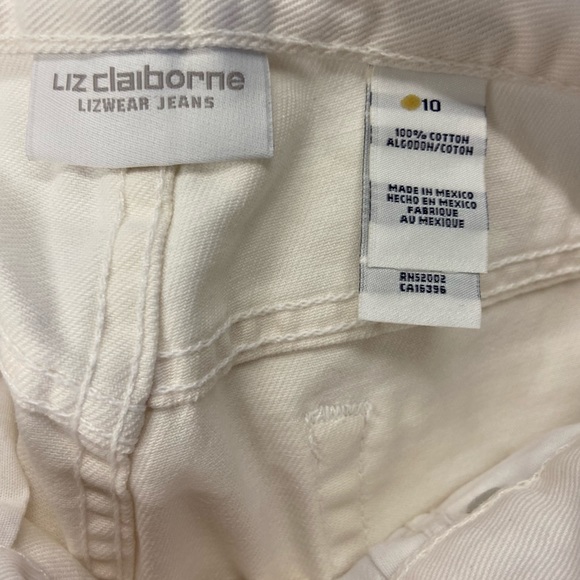 LIZ claiborne
LIZWEAR JEANS
10
100% COTTON
ALGODON/COTON
MADE IN MEXICO
HECHO EN MEXICO
FABRIQUE
AU MEXIQUE
RN52002
CA16396